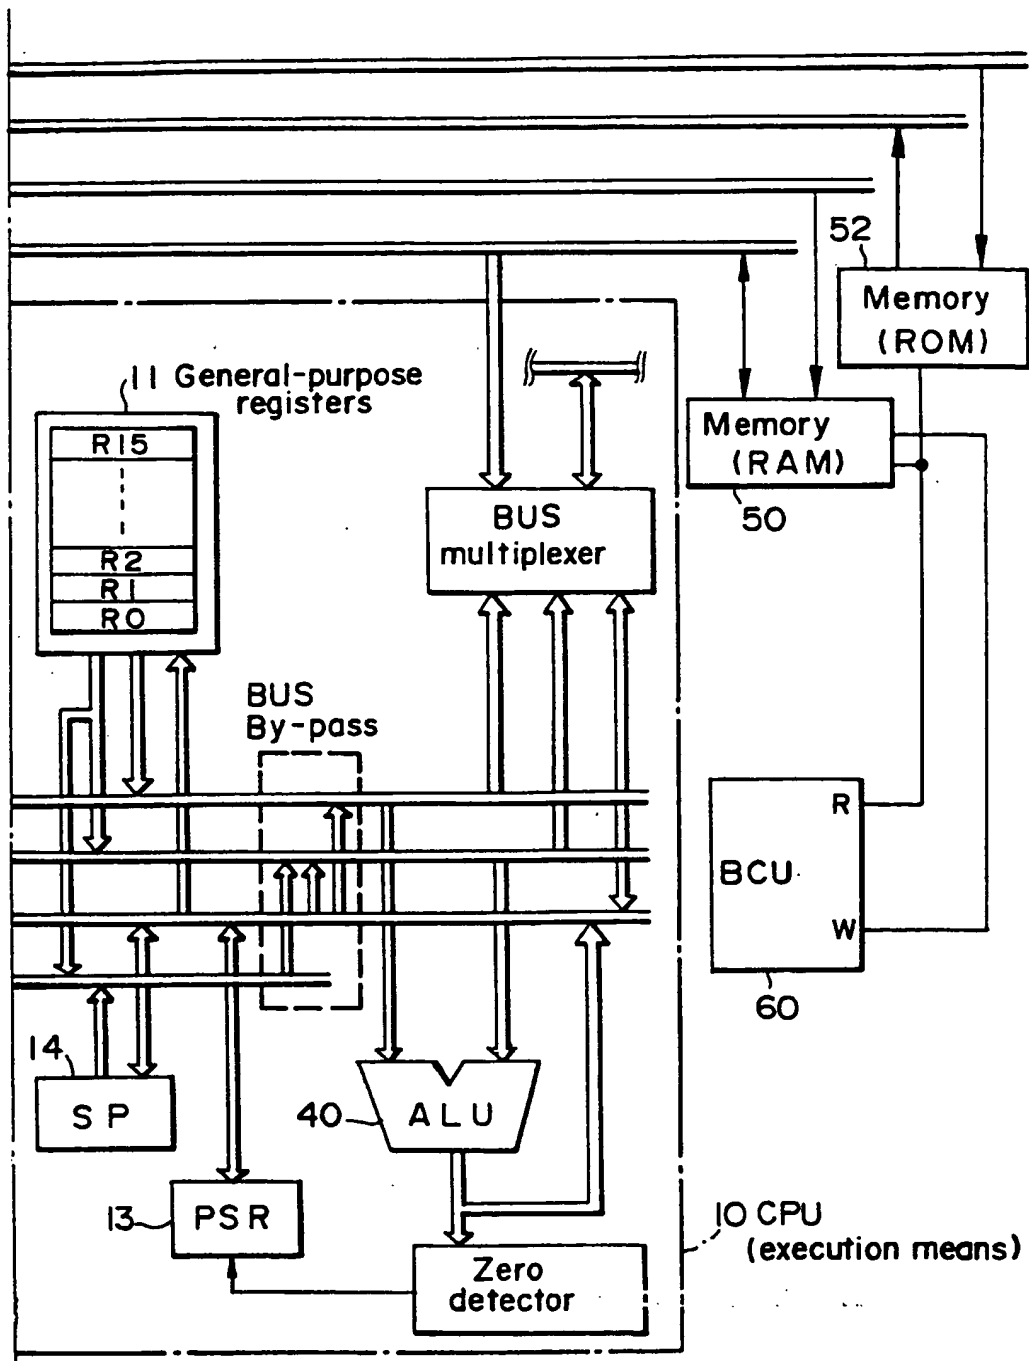 52
Memory
(ROM)
11 General-purpose
registers
R15
R2
R1
R0
Memory
(RAM)
50
BUS
multiplexer
BUS
By-pass
R
BCU
W
60
14
SP
40
ALU
13
PSR
10 CPU
(execution means)
Zero
detector